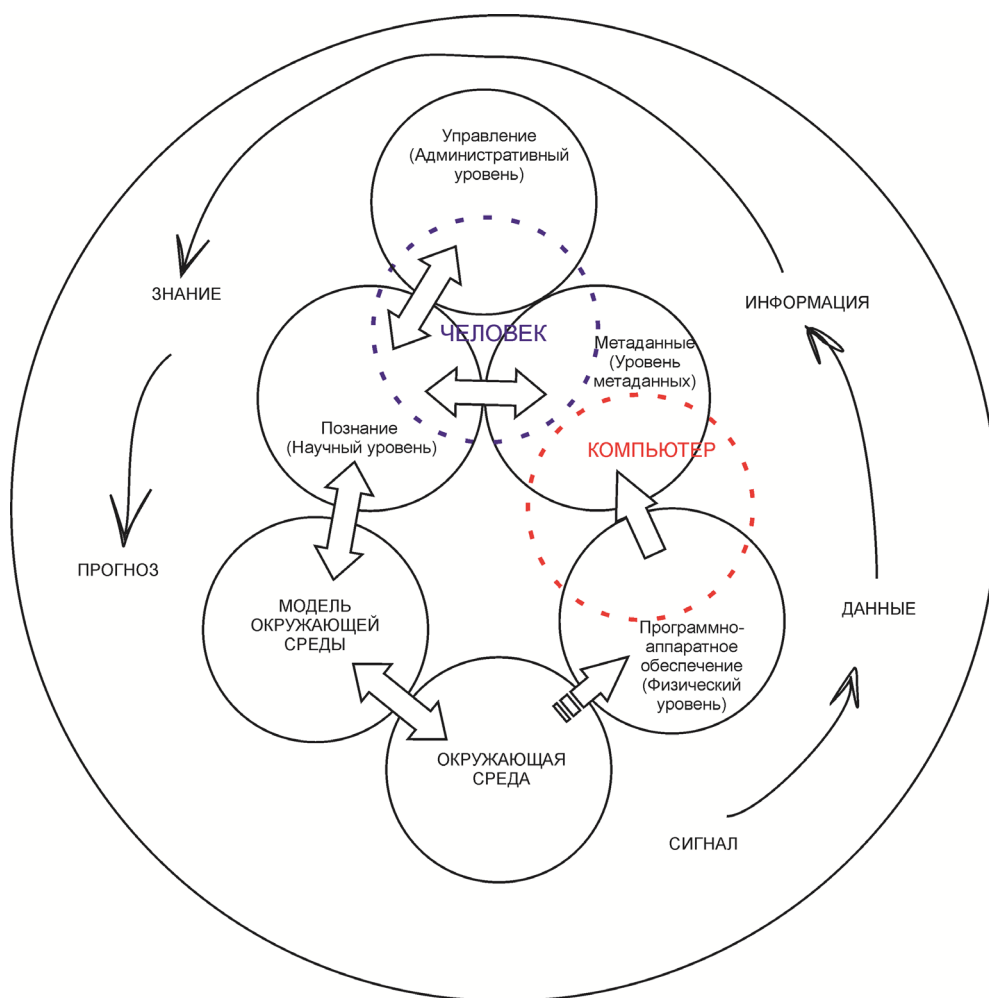 Управление
(Административный
уровень)
ЗНАНИЕ
ИНФОРМАЦИЯ
ЧЕЛОВЕК
Метаданные
(Уровень
метаданных)
Познание
(Научный уровень)
КОМПЬЮТЕР
ПРОГНОЗ
МОДЕЛЬ
ОКРУЖАЮЩЕЙ
СРЕДЫ
ДАННЫЕ
Программно-
аппаратное
обеспечение
(Физический
уровень)
ОКРУЖАЮЩАЯ
СРЕДА
СИГНАЛ